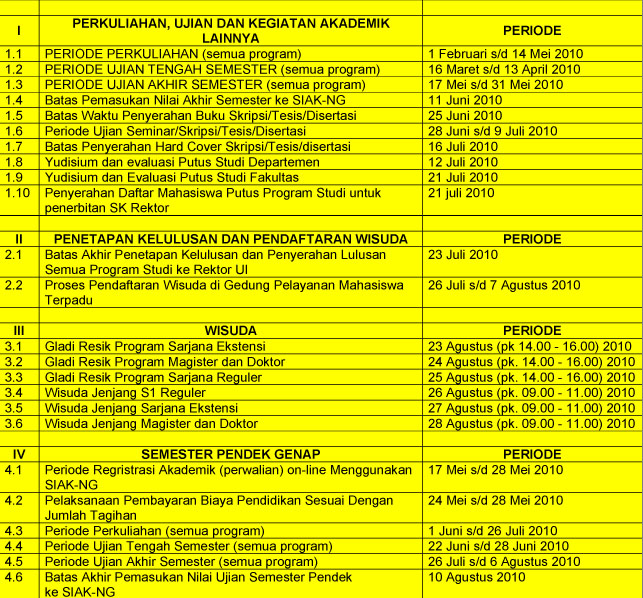 I PERKULIAHAN, UJIAN DAN KEGIATAN AKADEMIK PERIODE
LAINNYA
1.1 PERIODE PERKULIAHAN (semua program) 1 Februari s/d 14 Mei 2010
1.2 PERIODE UJIAN TENGAH SEMESTER (semua program) 16 Maret s/d 13 April 2010
1.3 PERIODE UJIAN AKHIR SEMESTER (semua program) 17 Mei s/d 31 Mei 2010
1.4 Batas Pemasukan Nilai Akhir Semester ke SIAK-NG 11 Juni 2010
1.5 Batas Waktu Penyerahan Buku Skripsi/Tesis/Disertasi 25 Juni 2010
1.6 Periode Ujian Seminar/Skripsi/Tesis/Disertasi 28 Juni s/d 9 Juli 2010
1.7 Batas Penyerahan Hard Cover Skripsi/Tesis/disertasi 16 Juli 2010
1.8 Yudisium dan evaluasi Putus Studi Departemen 12 Juli 2010
1.9 Yudisium dan Evaluasi Putus Studi Fakultas 21 Juli 2010
1.10 Penyerahan Daftar Mahasiswa Putus Program Studi untuk 21 juli 2010
penerbitan SK Rektor
II PENETAPAN KELULUSAN DAN PENDAFTARAN WISUDA PERIODE
2.1 Batas Akhir Penetapan Kelulusan dan Penyerahan Lulusan 23 Juli 2010
Semua Program Studi ke Rektor UI
2.2 Proses Pendaftaran Wisuda di Gedung Pelayanan Mahasiswa 26 Juli s/d 7 Agustus 2010
Terpadu
III WISUDA PERIODE
3.1 Gladi Resik Program Sarjana Ekstensi 23 Agustus (pk 14.00 - 16.00) 2010
3.2 Gladi Resik Program Magister dan Doktor 24 Agustus (pk. 14.00 - 16.00) 2010
3.3 Gladi Resik Program Sarjana Reguler 25 Agustus (pk. 14.00 - 16.00) 2010
3.4 Wisuda Jenjang S1 Reguler 26 Agustus (pk. 09.00 - 11.00) 2010
3.5 Wisuda Jenjang Sarjana Ekstensi 27 Agustus (pk. 09.00 - 11.00) 2010
3.6 Wisuda Jenjang Magister dan Doktor 28 Agustus (pk. 09.00 - 11.00) 2010
IV SEMESTER PENDEK GENAP PERIODE
4.1 Periode Regristrasi Akademik (perwalian) on-line Menggunakan 17 Mei s/d 28 Mei 2010
SIAK-NG
4.2 Pelaksanaan Pembayaran Biaya Pendidikan Sesuai Dengan 24 Mei s/d 28 Mei 2010
Jumlah Tagihan
4.3 Periode Perkuliahan (semua program) 1 Juni s/d 26 Juli 2010
4.4 Periode Ujian Tengah Semester (semua program) 22 Juni s/d 28 Juni 2010
4.5 Periode Ujian Akhir Semester (semua program) 26 Juli s/d 6 Agustus 2010
4.6 Batas Akhir Pemasukan Nilai Ujian Semester Pendek 10 Agustus 2010
ke SIAK-NG